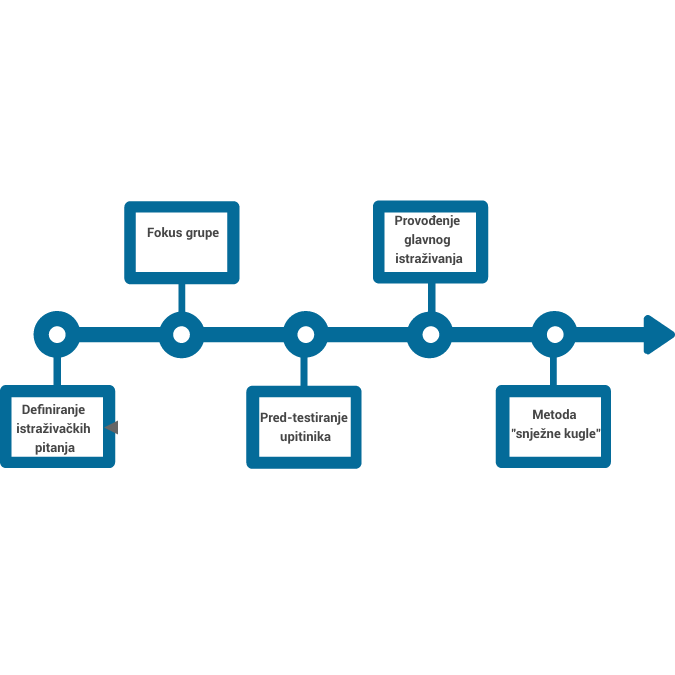 Fokus grupe
Provođenje
glavnog
istraživanja
Definiranje
istraživačkih
pitanja
Pred-testiranje
upitinika
Metoda
"snježne kugle"